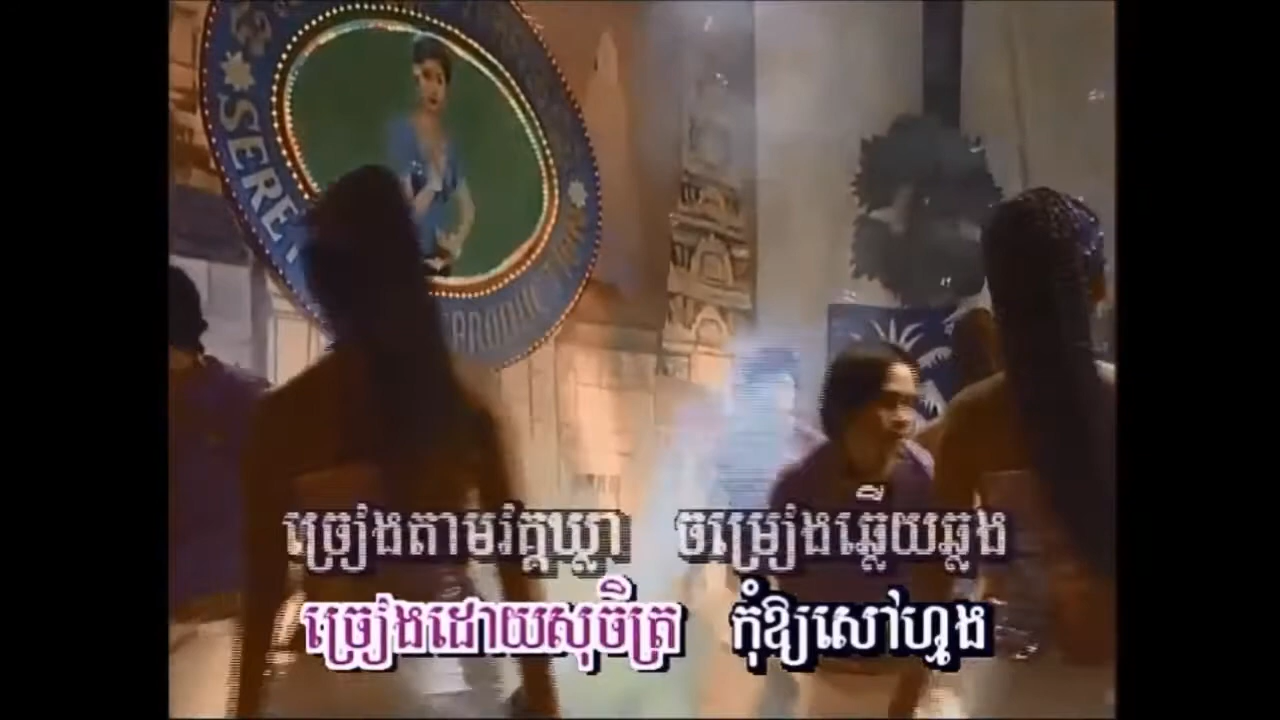 SEREY
ច្រៀងតាមវគ្គឃ្លា ចម្រៀងឆ្លើយឆ្លង
ច្រៀងដោយសុចិត្រ កុំឱ្យសៅហ្មង